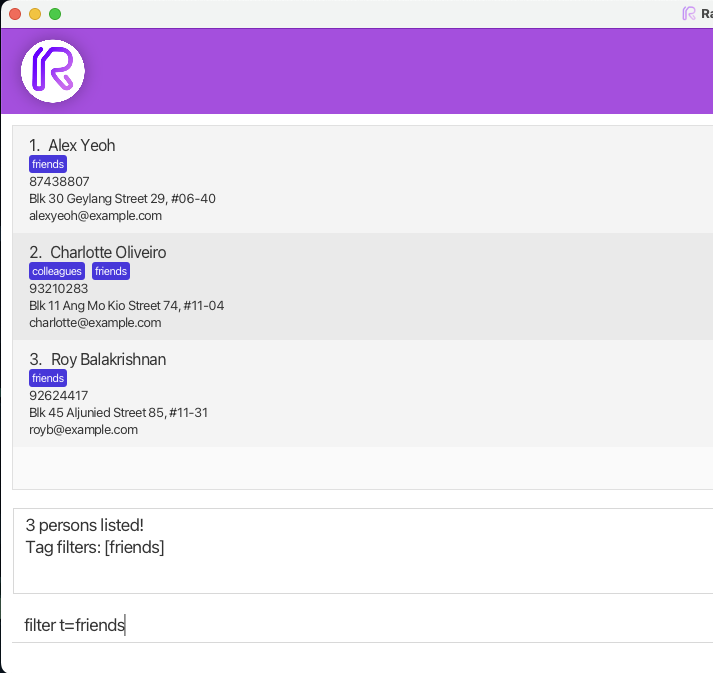 1. Alex Yeoh
friends
87438807
Blk 30 Geylang Street 29, #06-40
alexyeoh@example.com
2. Charlotte Oliveiro
colleagues friends
93210283
Blk 11 Ang Mo Kio Street 74, #11-04
charlotte@example.com
3. Roy Balakrishnan
friends
92624417
Blk 45 Aljunied Street 85, #11-31
royb@example.com
3 persons listed!
Tag filters: [friends]
filter t=friends